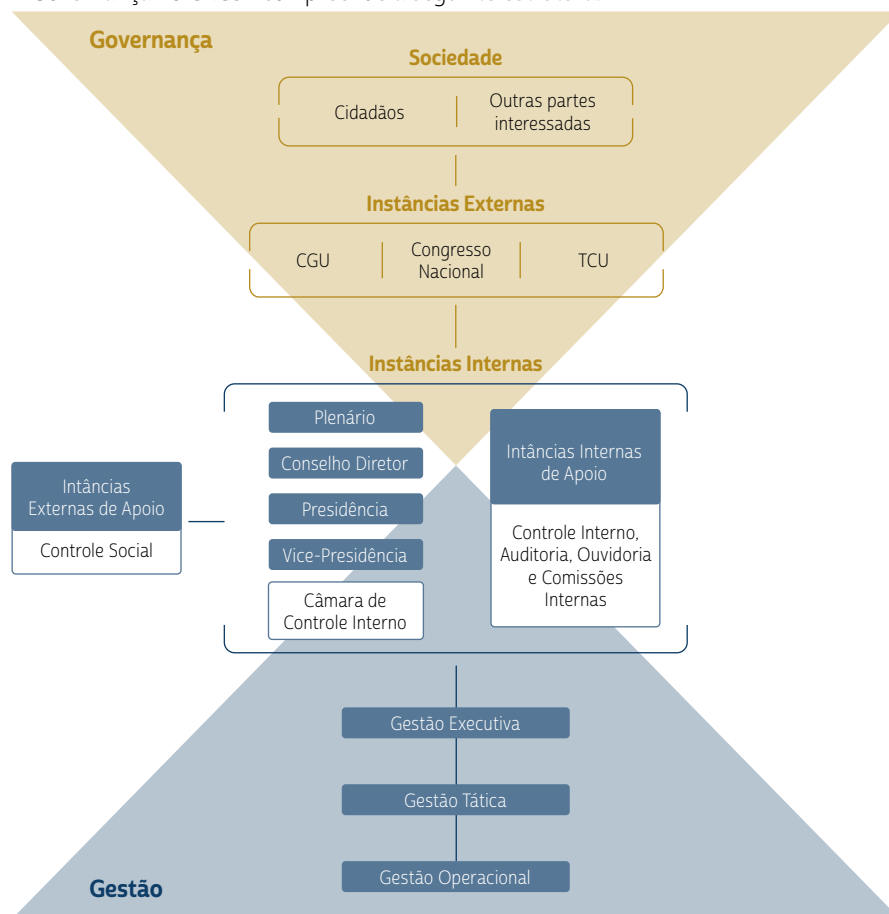 Governança
Sociedade
Cidadãos
Outras partes
interessadas
Instâncias Externas
CGU
Congresso
Nacional
TCU
Instâncias Internas
Plenário
Conselho Diretor
Presidência
Vice-Presidência
Câmara de
Controle Interno
Intâncias Internas
de Apoio
Controle Interno,
Auditoria, Ouvidoria
e Comissões
Internas
Intâncias
Externas de Apoio
Controle Social
Gestão Executiva
Gestão Tática
Gestão Operacional
Gestão